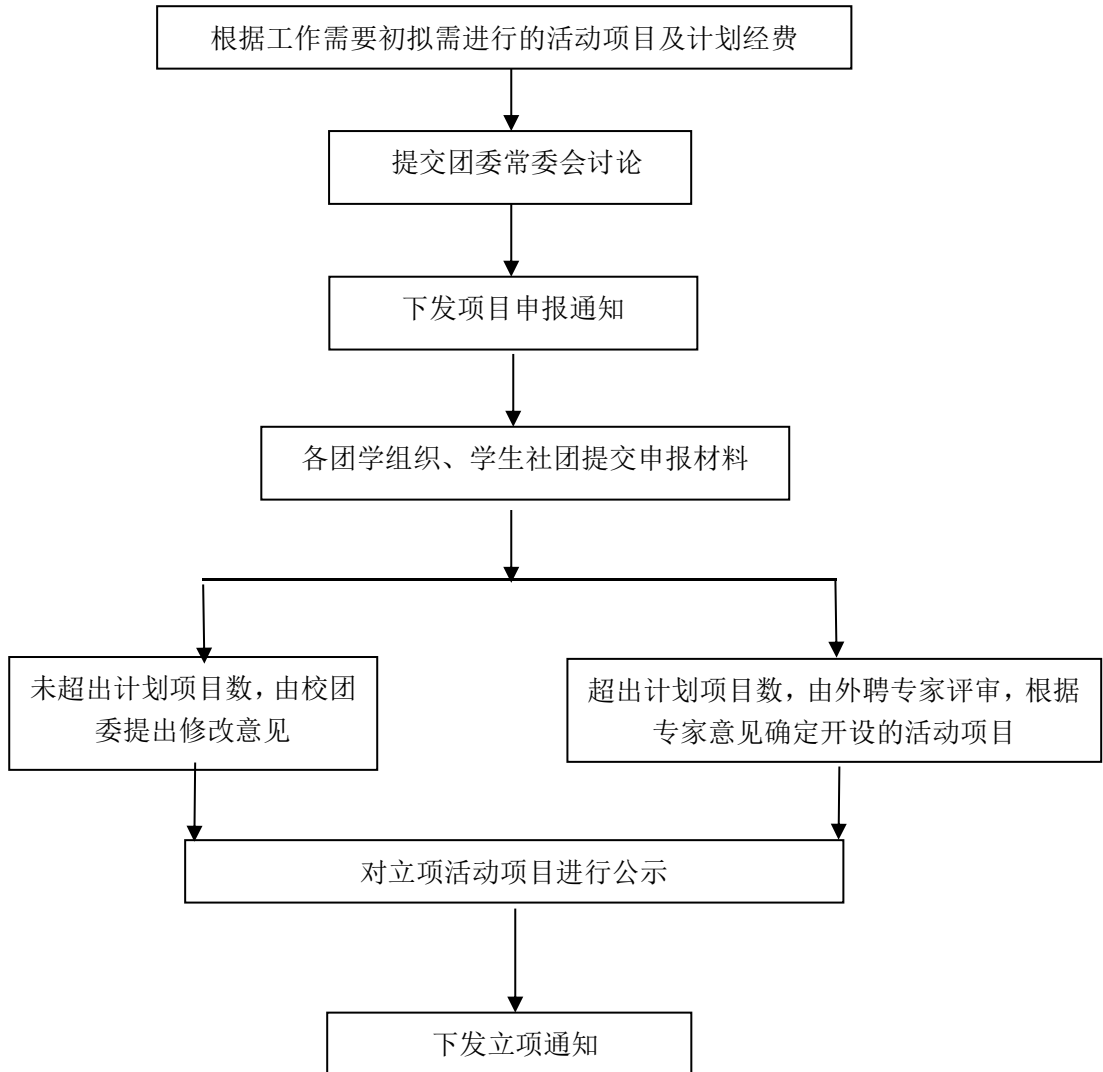 根据工作需要初拟需进行的活动项目及计划经费
提交团委常委会讨论
下发项目申报通知
各团学组织、学生社团提交申报材料
未超出计划项目数，由校团
委提出修改意见
超出计划项目数，由外聘专家评审，根据
专家意见确定开设的活动项目
对立项活动项目进行公示
下发立项通知